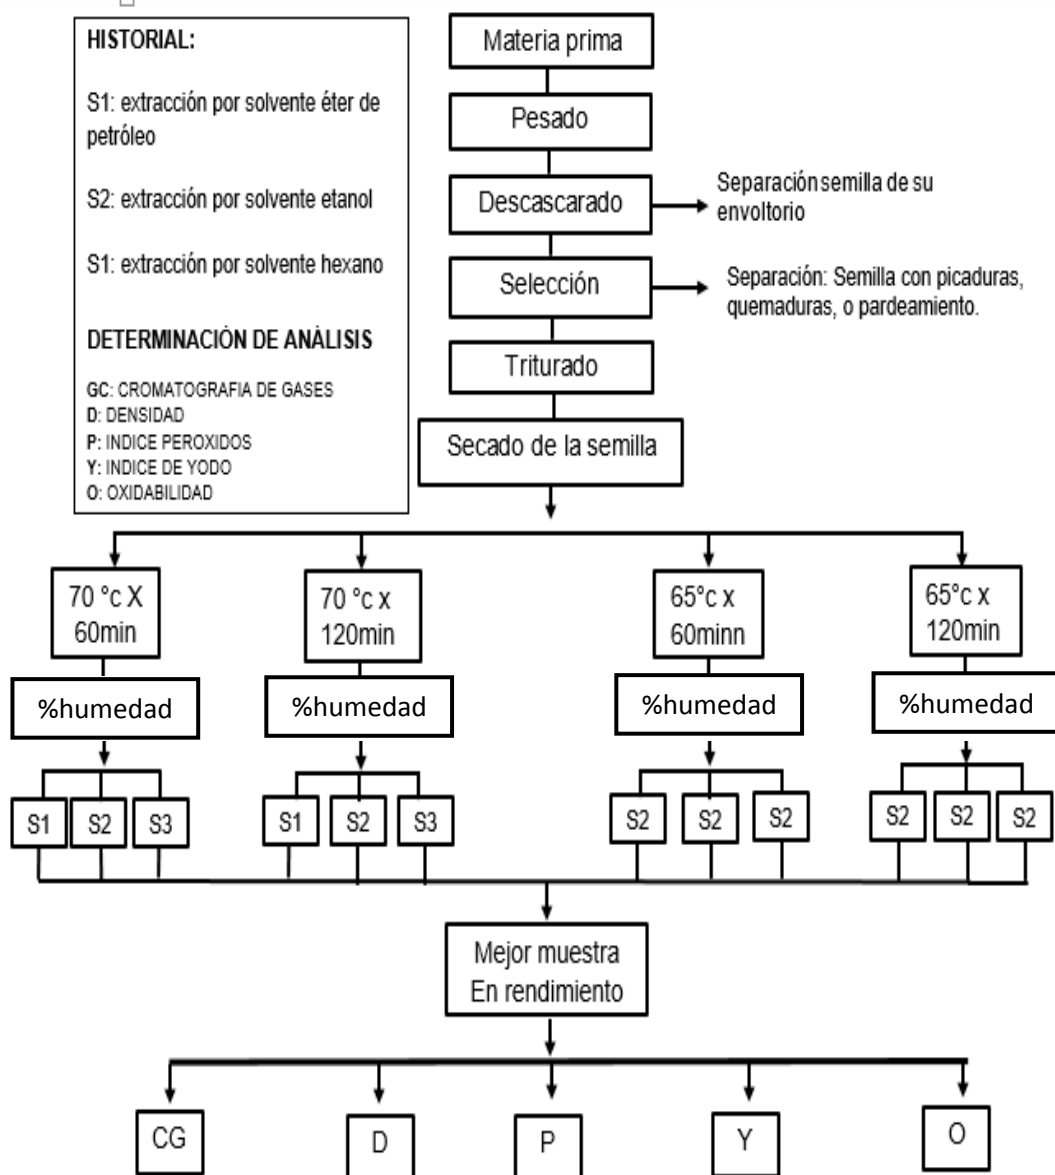 HISTORIAL:
S1: extracción por solvente éter de
petróleo
S2: extracción por solvente etanol
S1: extracción por solvente hexano
DETERMINACIÓN DE ANÁLISIS
GC: CROMATOGRAFIA DE GASES
D: DENSIDAD
P: INDICE PEROXIDOS
Y: INDICE DE YODO
O: OXIDABILIDAD
Materia prima
Pesado
Descascarado
Separación semilla de su
envoltorio
Selección
Separación: Semilla con picaduras,
quemaduras, o pardeamiento.
Triturado
Secado de la semilla
70 °c X
60min
70 °c x
120min
65°c x
60minn
65°c x
120min
%humedad
%humedad
%humedad
%humedad
S1 S2 S3
S1 S2 S3
S2 S2 S2
S2 S2 S2
Mejor muestra
En rendimiento
CG
D
P
Y
O